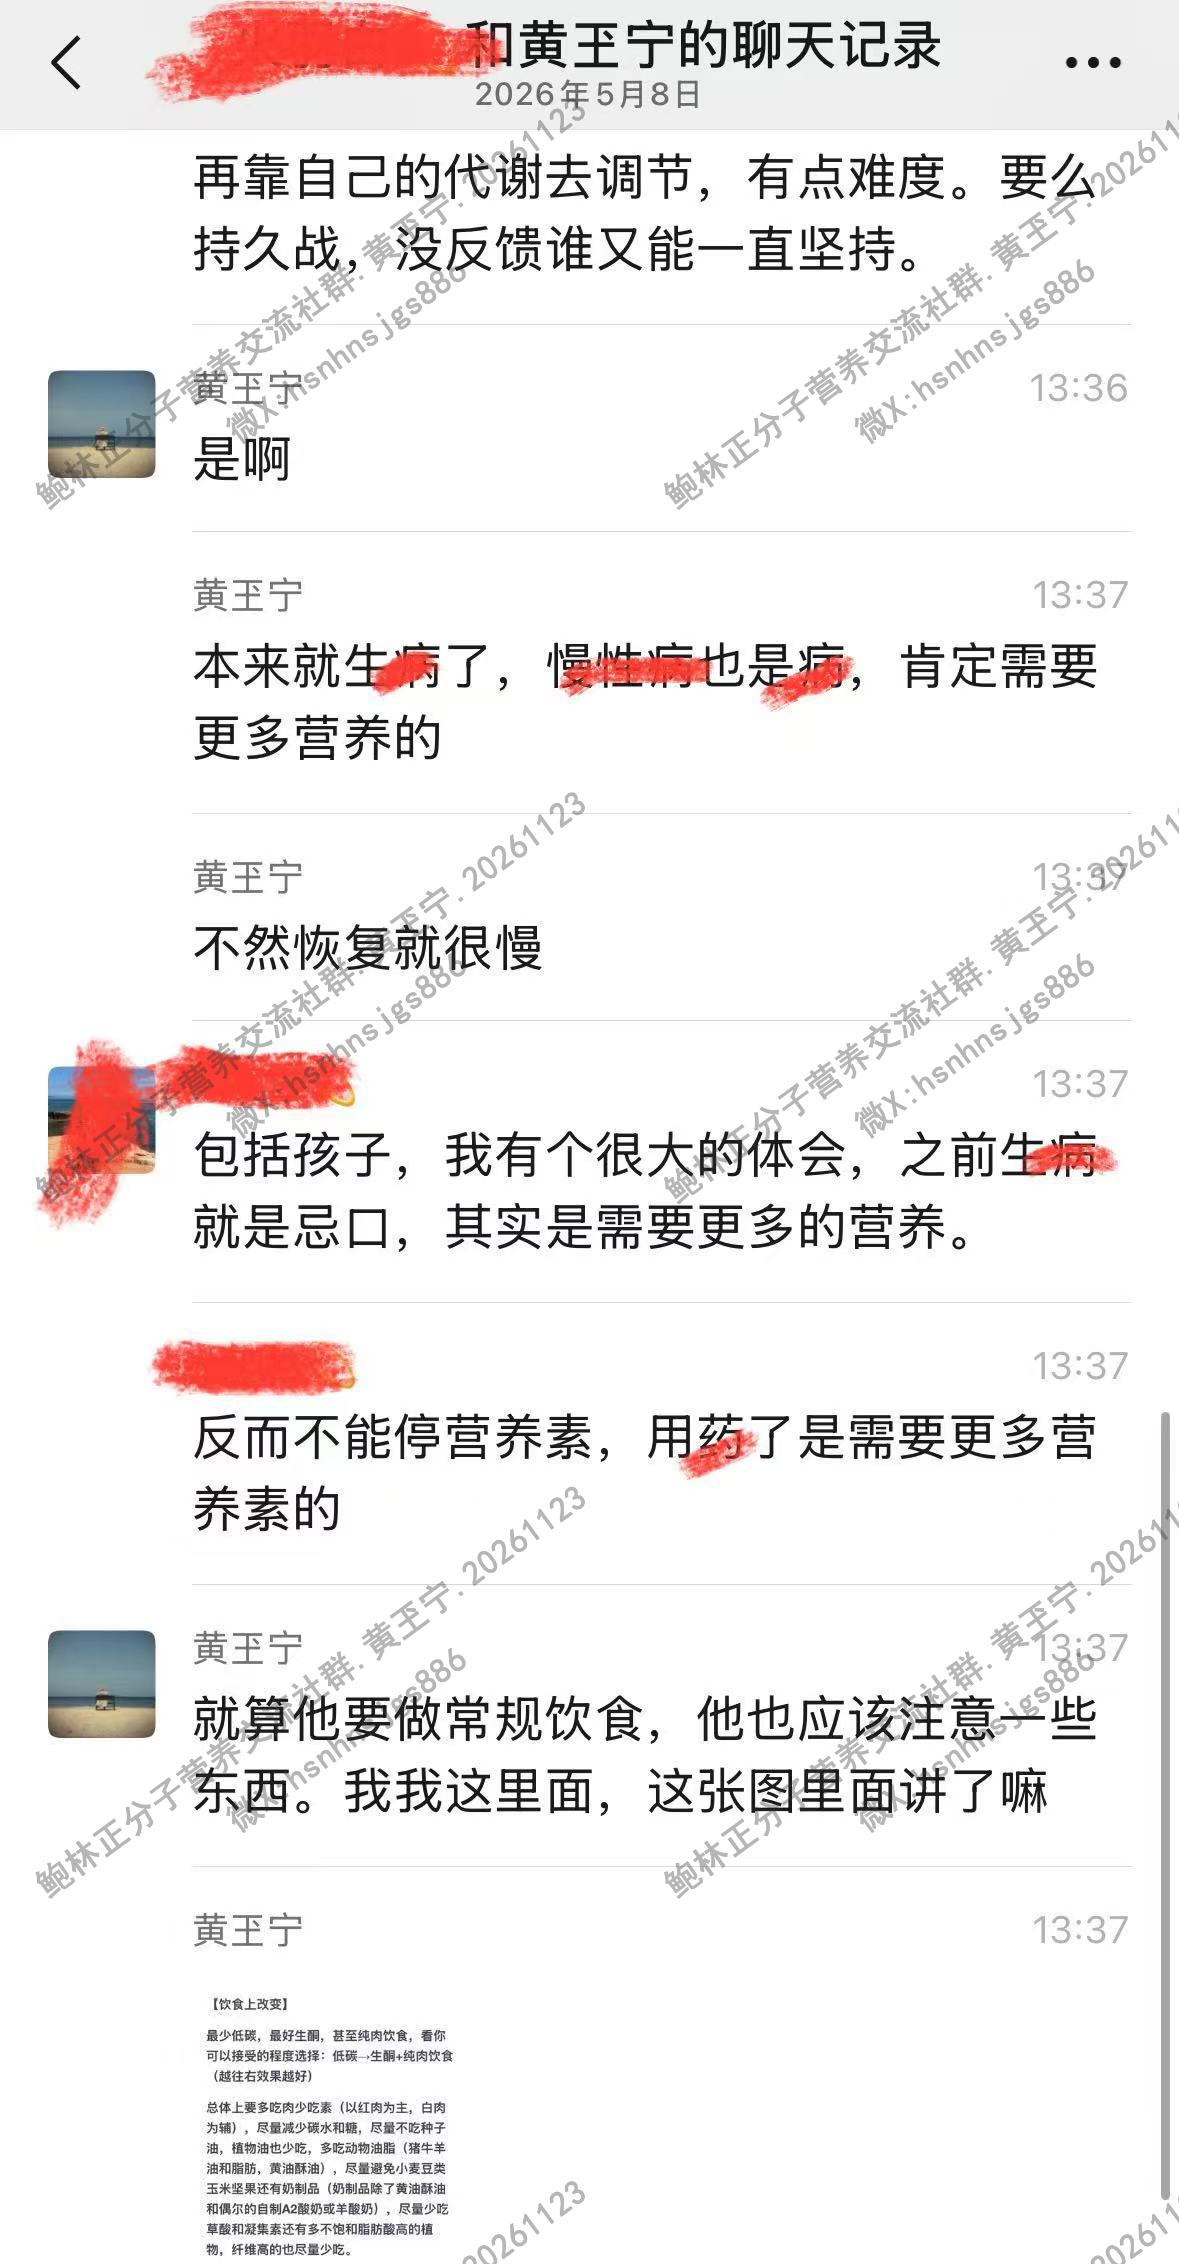 和黄玊宁的聊天记录
2026年5月8日
再靠自己的代谢去调节，有点难度。要么
持久战，没反馈谁又能一直坚持。
黄玊宁
13:36
是啊
黄玊宁
13:37
本来就生病了，慢性病也是病，肯定需要
更多营养的
黄玊宁
13:37
不然恢复就很慢
13:37
包括孩子，我有个很大的体会，之前生病
就是忌口，其实是需要更多的营养。
13:37
反而不能停营养素，用药了是需要更多营
养素的
黄玊宁
13:37
就算他要做常规饮食，他也应该注意一些
东西。我我这里面，这张图里面讲了嘛
黄玊宁
13:37
【饮食上改变】
最少低碳，最好生酮，甚至纯肉饮食，看你
可以接受的程度选择：低碳→生酮+纯肉饮食
（越往右效果越好）
总体上要多吃肉少吃素（以红肉为主，白肉
为辅），尽量减少碳水和糖，尽量不吃种子
油，植物油也少吃，多吃动物油脂（猪牛羊
油和脂肪，黄油酥油），尽量避免小麦豆类
玉米坚果还有奶制品（奶制品除了黄油酥油
和偶尔的自制A2酸奶或羊酸奶），尽量少吃
草酸和凝集素还有多不饱和脂肪酸高的植
物，纤维高的也尽量少吃。
鲍林正分子营养交流社群.黄玊宁.20261123
微X:hsnhnsjgs886